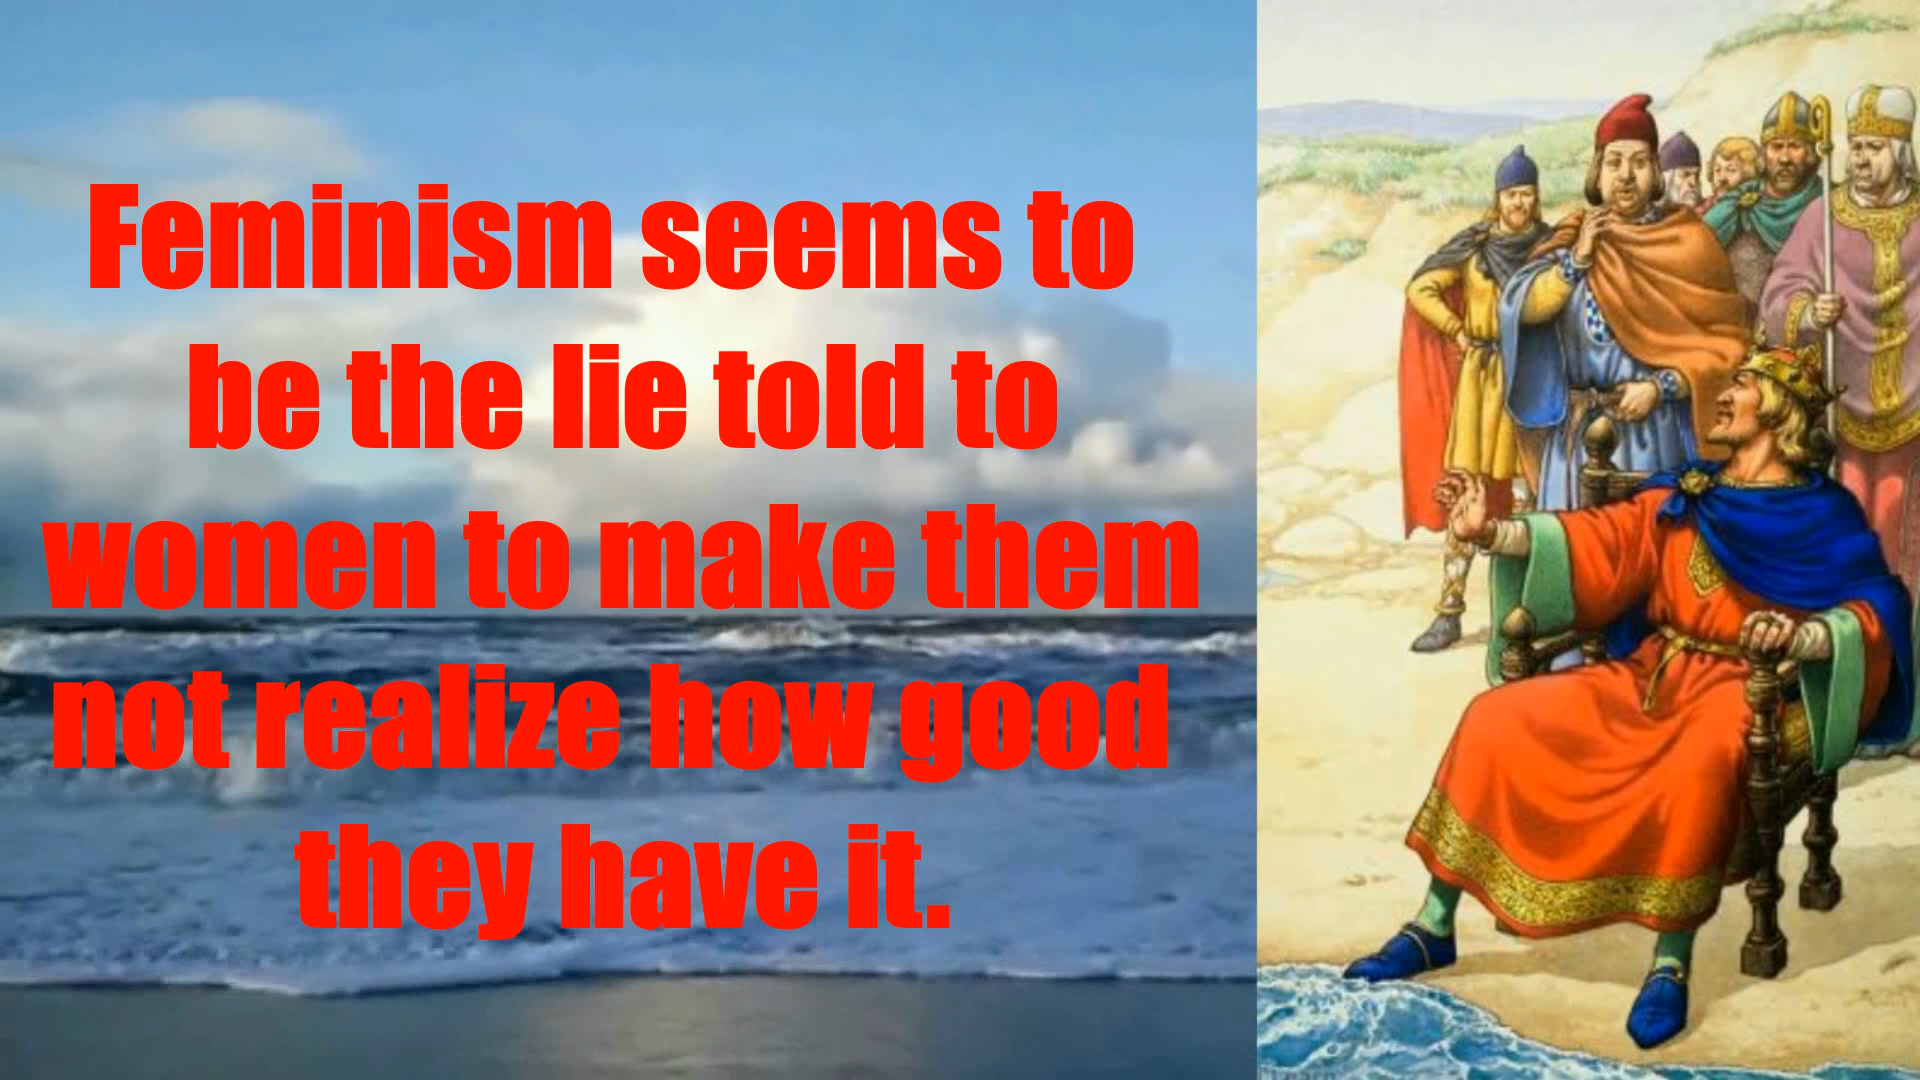 Feminism seems to
be the lie told to
women to make them
not realize how good
they have it.